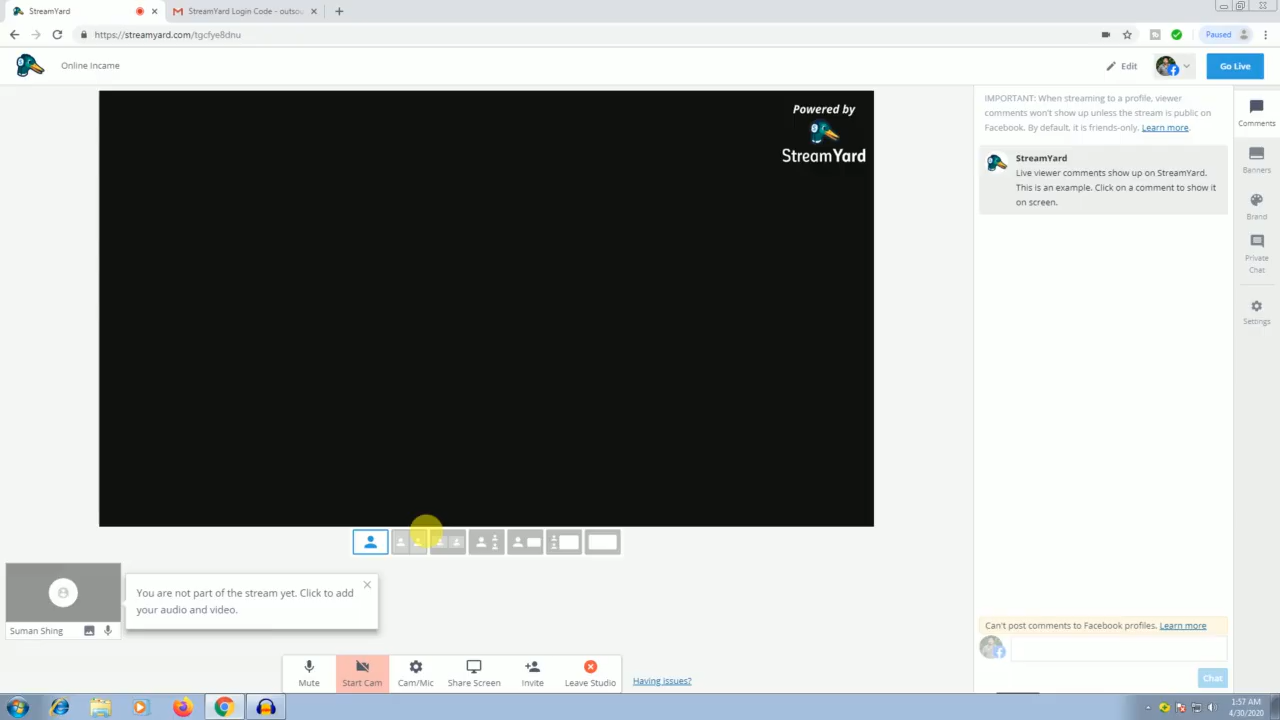 StreamYard
StreamYard Login Code - outsou
https://streamyard.com/tgcfye8dnu
Paused
Online Incame
Edit
Go Live
Powered by
StreamYard
IMPORTANT: When streaming to a profile, viewer
comments won't show up unless the stream is public on
Facebook. By default, it is friends-only. Learn more.
StreamYard
Live viewer comments show up on StreamYard.
This is an example. Click on a comment to show it
on screen.
Comments
Banners
Brand
Private
Chat
Settings
You are not part of the stream yet. Click to add
your audio and video.
Suman Shing
Can't post comments to Facebook profiles. Learn more
Chat
Mute
Start Cam
Cam/Mic
Share Screen
Invite
Leave Studio
Having issues?
1:57 AM
4/30/2020